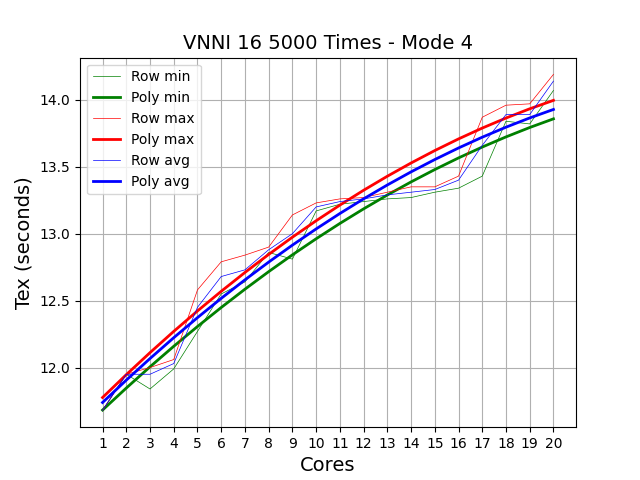 VNNI 16 5000 Times - Mode 4
Row min
Poly min
Row max
Poly max
Row avg
Poly avg
14.0
13.5
13.0
12.5
12.0
Tex (seconds)
1 2 3 4 5 6 7 8 9 10 11 12 13 14 15 16 17 18 19 20
Cores